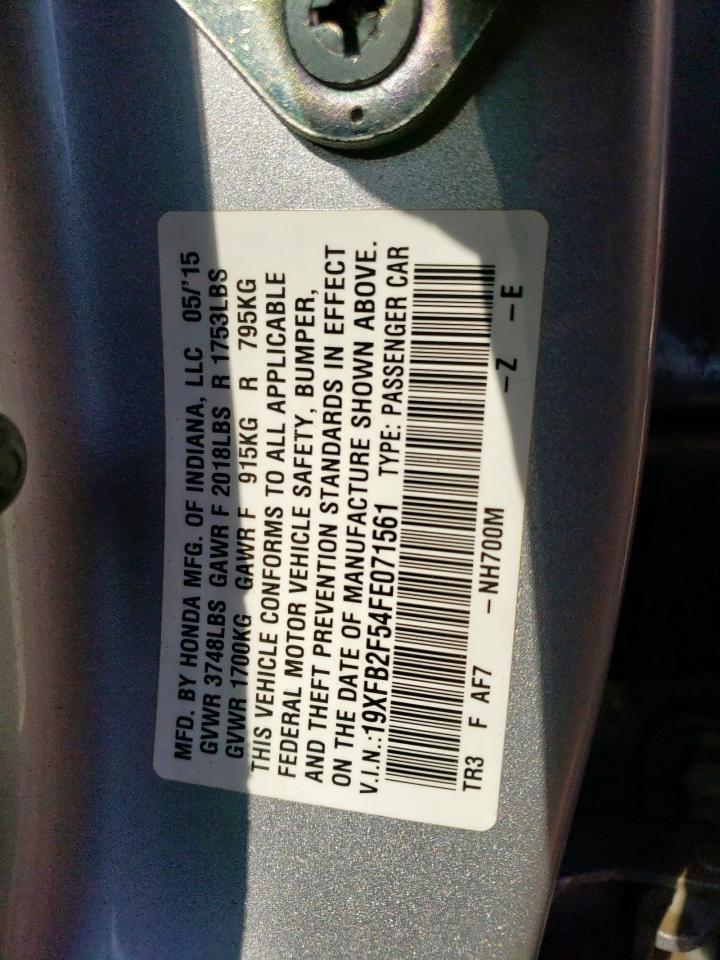 MFD. BY HONDA MFG. OF INDIANA, LLC 05/'15
GVWR 3748LBS GAWR F 2018LBS R 1753LBS
GVWR 1700KG GAWR F 915KG R 795KG
THIS VEHICLE CONFORMS TO ALL APPLICABLE
FEDERAL MOTOR VEHICLE SAFETY, BUMPER,
AND THEFT PREVENTION STANDARDS IN EFFECT
ON THE DATE OF MANUFACTURE SHOWN ABOVE.
V.I.N.:19XFB2F54FE071561 TYPE: PASSENGER CAR
TR3 F AF7 –NH700M –Z –E